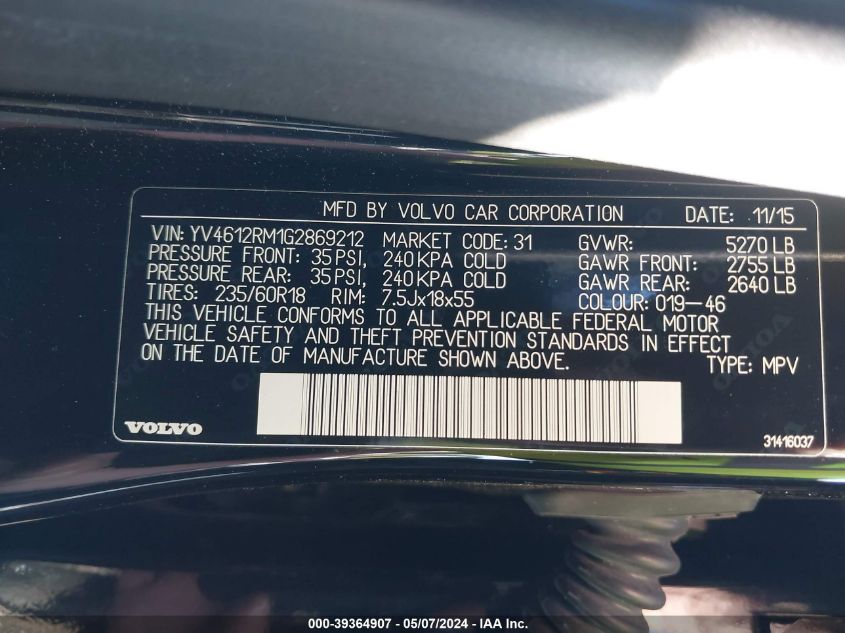 MFD BY VOLVO CAR CORPORATION DATE: 11/15
VIN: YV4612RM1G2869212 MARKET CODE: 31 GVWR: 5270 LB
PRESSURE FRONT: 35 PSI, 240 KPA COLD GAWR FRONT: 2755 LB
PRESSURE REAR: 35 PSI, 240 KPA COLD GAWR REAR: 2640 LB
TIRES: 235/60R18 RIM: 7.5Jx18x55 COLOUR: 019-46
THIS VEHICLE CONFORMS TO ALL APPLICABLE FEDERAL MOTOR
VEHICLE SAFETY AND THEFT PREVENTION STANDARDS IN EFFECT
ON THE DATE OF MANUFACTURE SHOWN ABOVE. TYPE: MPV
VOLVO 31416037
000-39364907 - 05/07/2024 - IAA Inc.